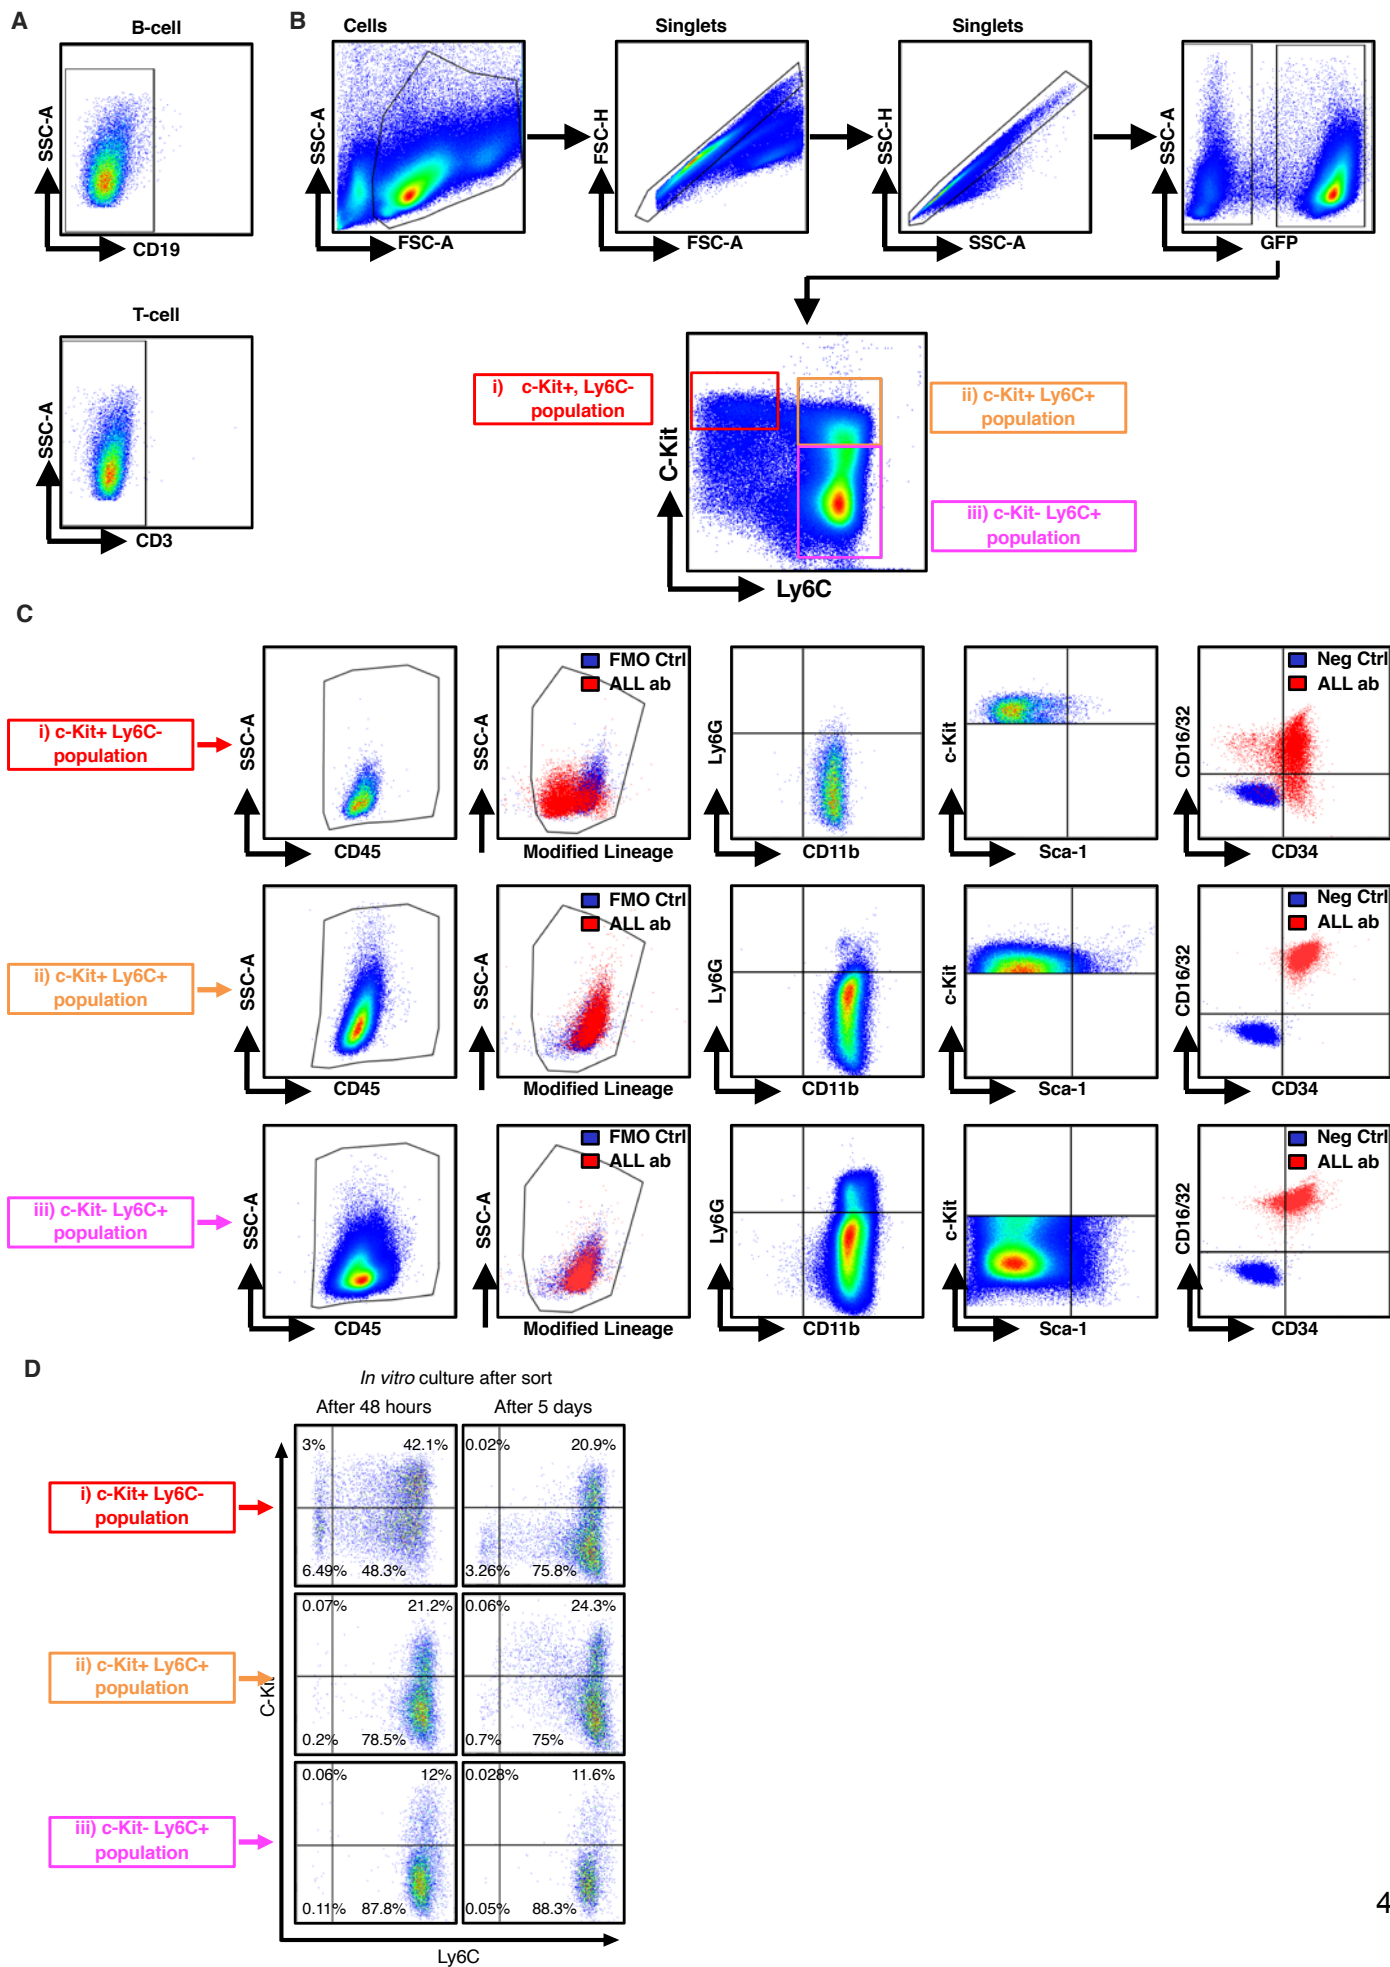 A
B-cell
SSC-A
CD19
T-cell
SSC-A
CD3
B
Cells
SSC-A
FSC-A
Singlets
FSC-H
FSC-A
Singlets
SSC-H
SSC-A
SSC-A
GFP
i) c-Kit+, Ly6C-
population
ii) c-Kit+ Ly6C+
population
iii) c-Kit- Ly6C+
population
C-Kit
Ly6C
C
i) c-Kit+ Ly6C-
population
SSC-A
CD45
SSC-A
FMO Ctrl
ALL ab
Modified Lineage
Ly6G
CD11b
c-Kit
Sca-1
CD16/32
Neg Ctrl
ALL ab
CD34
ii) c-Kit+ Ly6C+
population
SSC-A
CD45
SSC-A
FMO Ctrl
ALL ab
Modified Lineage
Ly6G
CD11b
c-Kit
Sca-1
CD16/32
Neg Ctrl
ALL ab
CD34
iii) c-Kit- Ly6C+
population
SSC-A
CD45
SSC-A
FMO Ctrl
ALL ab
Modified Lineage
Ly6G
CD11b
c-Kit
Sca-1
CD16/32
Neg Ctrl
ALL ab
CD34
D
In vitro culture after sort
After 48 hours
After 5 days
i) c-Kit+ Ly6C-
population
3% 42.1%
6.49% 48.3%
0.02% 20.9%
3.26% 75.8%
ii) c-Kit+ Ly6C+
population
0.07% 21.2%
0.2% 78.5%
0.06% 24.3%
0.7% 75%
iii) c-Kit- Ly6C+
population
0.06% 12%
0.11% 87.8%
0.028% 11.6%
0.05% 88.3%
C-Kit
Ly6C
4